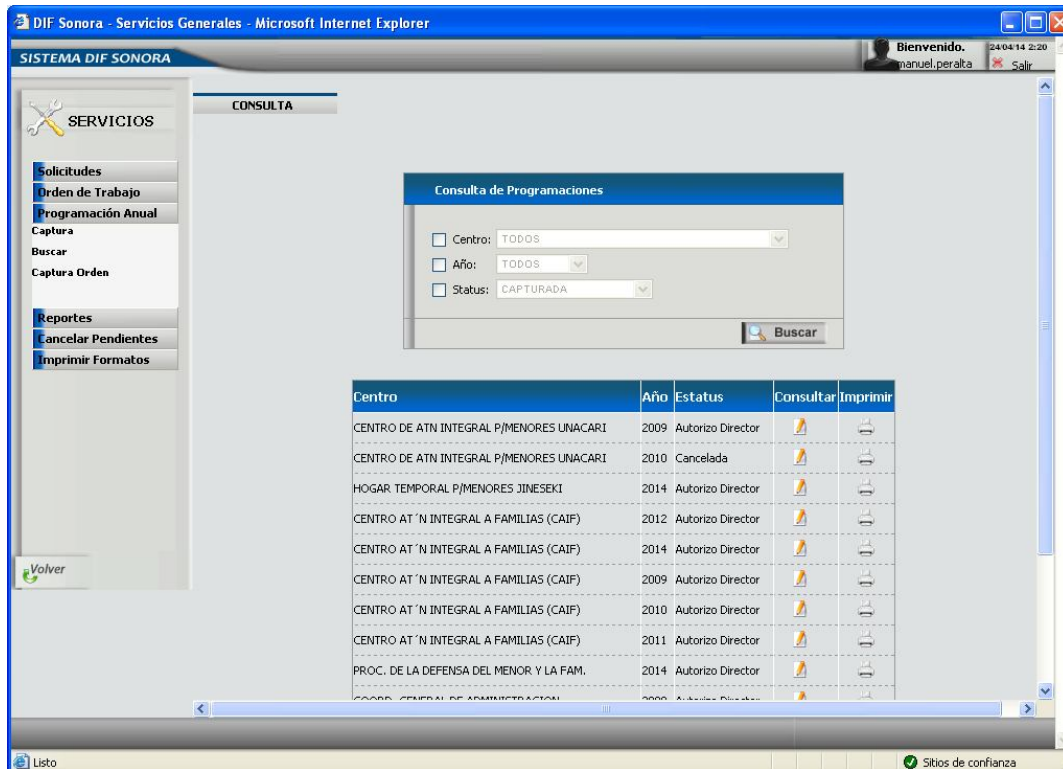 DIF Sonora - Servicios Generales - Microsoft Internet Explorer
SISTEMA DIF SONORA
Bienvenido.
manuel.peralta
24/04/14 2:20
Salir
SERVICIOS
Solicitudes
Orden de Trabajo
Programación Anual
Captura
Buscar
Captura Orden
Reportes
Cancelar Pendientes
Imprimir Formatos
Volver
CONSULTA
Consulta de Programaciones
Centro: TODOS
Año: TODOS
Status: CAPTURADA
Buscar
Centro Año Estatus Consultar Imprimir
CENTRO DE ATN INTEGRAL P/MENORES UNACARI 2009 Autorizo Director
CENTRO DE ATN INTEGRAL P/MENORES UNACARI 2010 Cancelada
HOGAR TEMPORAL P/MENORES JINESEKI 2014 Autorizo Director
CENTRO AT´N INTEGRAL A FAMILIAS (CAIF) 2012 Autorizo Director
CENTRO AT´N INTEGRAL A FAMILIAS (CAIF) 2014 Autorizo Director
CENTRO AT´N INTEGRAL A FAMILIAS (CAIF) 2009 Autorizo Director
CENTRO AT´N INTEGRAL A FAMILIAS (CAIF) 2010 Autorizo Director
CENTRO AT´N INTEGRAL A FAMILIAS (CAIF) 2011 Autorizo Director
PROC. DE LA DEFENSA DEL MENOR Y LA FAM. 2014 Autorizo Director
COORD. GENERAL DE ADMINISTRACION Autorizo Director
Listo
Sitios de confianza